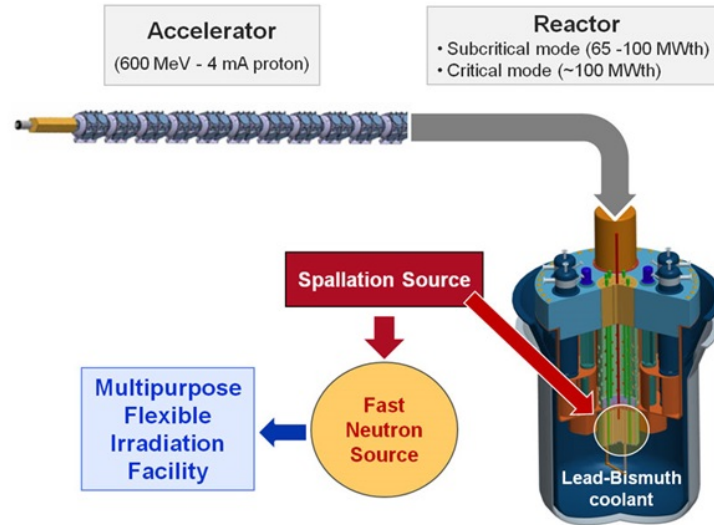 Accelerator
(600 MeV - 4 mA proton)
Reactor
• Subcritical mode (65 -100 MWth)
• Critical mode (~100 MWth)
Spallation Source
Multipurpose
Flexible
Irradiation
Facility
Fast
Neutron
Source
Lead-Bismuth
coolant